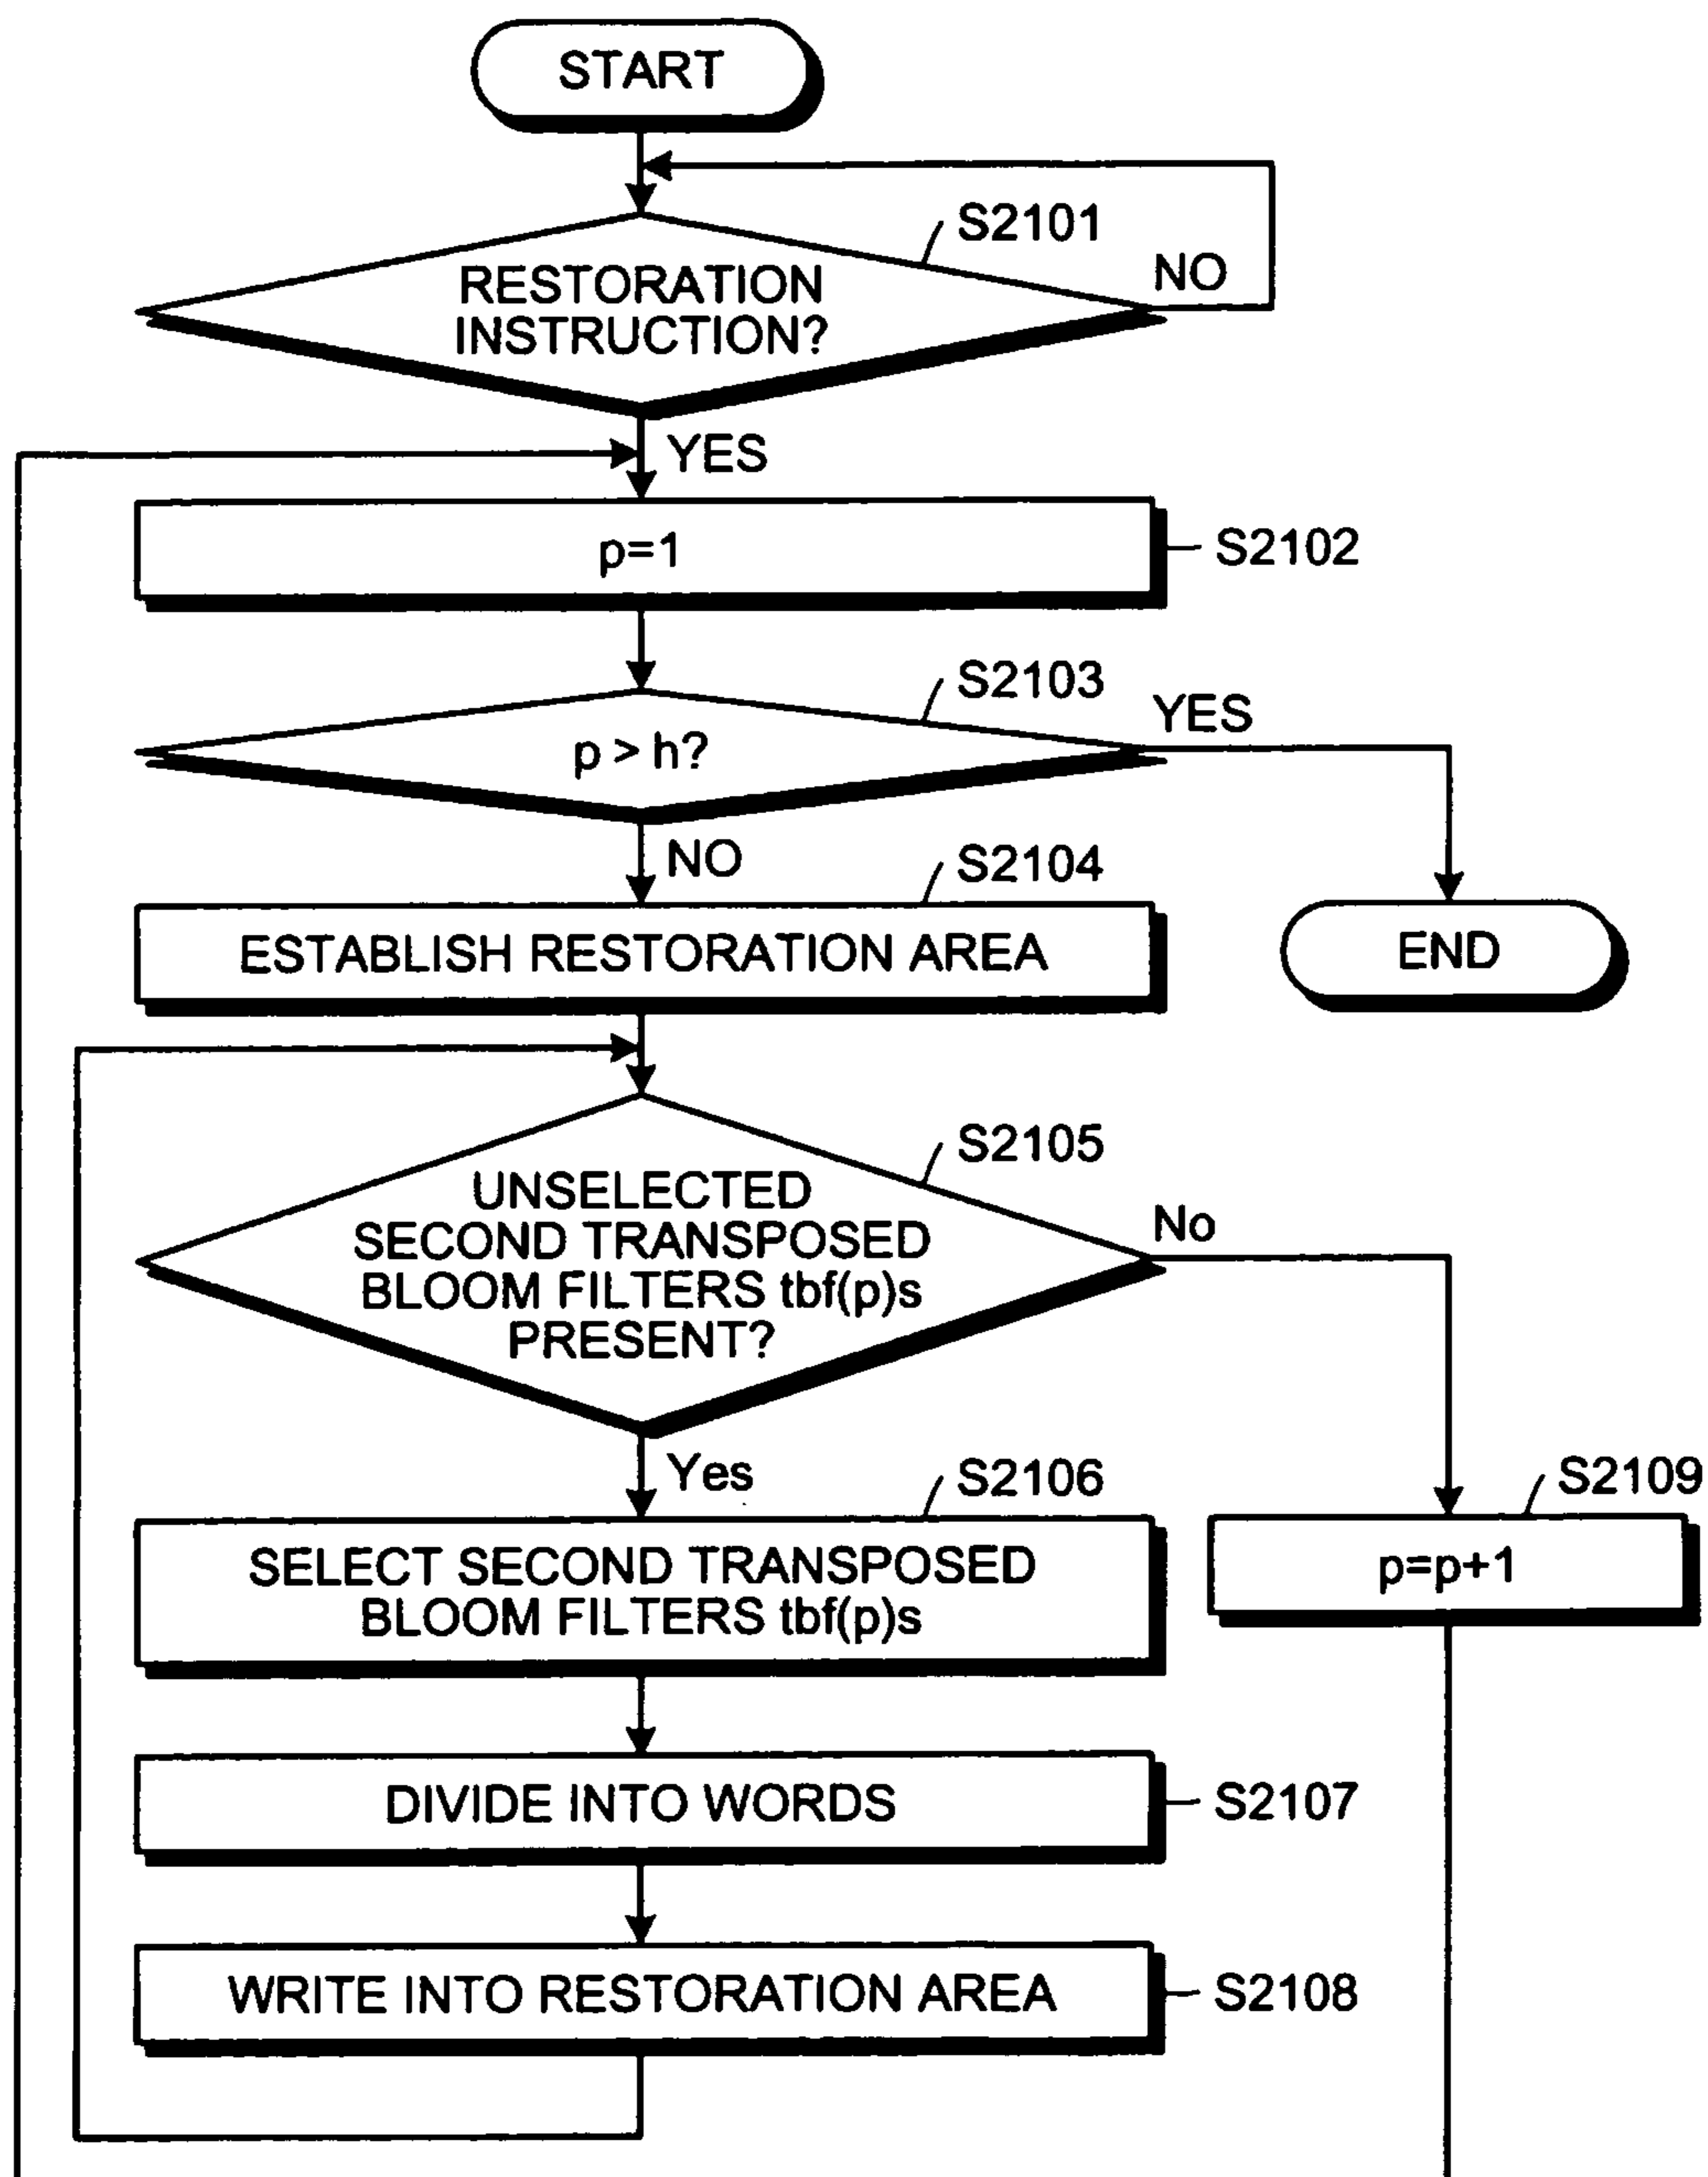 START
S2101
NO
RESTORATION
INSTRUCTION?
YES
p=1
S2102
S2103
YES
p > h?
NO
S2104
ESTABLISH RESTORATION AREA
END
S2105
UNSELECTED
SECOND TRANSPOSED
BLOOM FILTERS tbf(p)s
PRESENT?
No
Yes
S2106
S2109
SELECT SECOND TRANSPOSED
BLOOM FILTERS tbf(p)s
p=p+1
DIVIDE INTO WORDS
S2107
WRITE INTO RESTORATION AREA
S2108